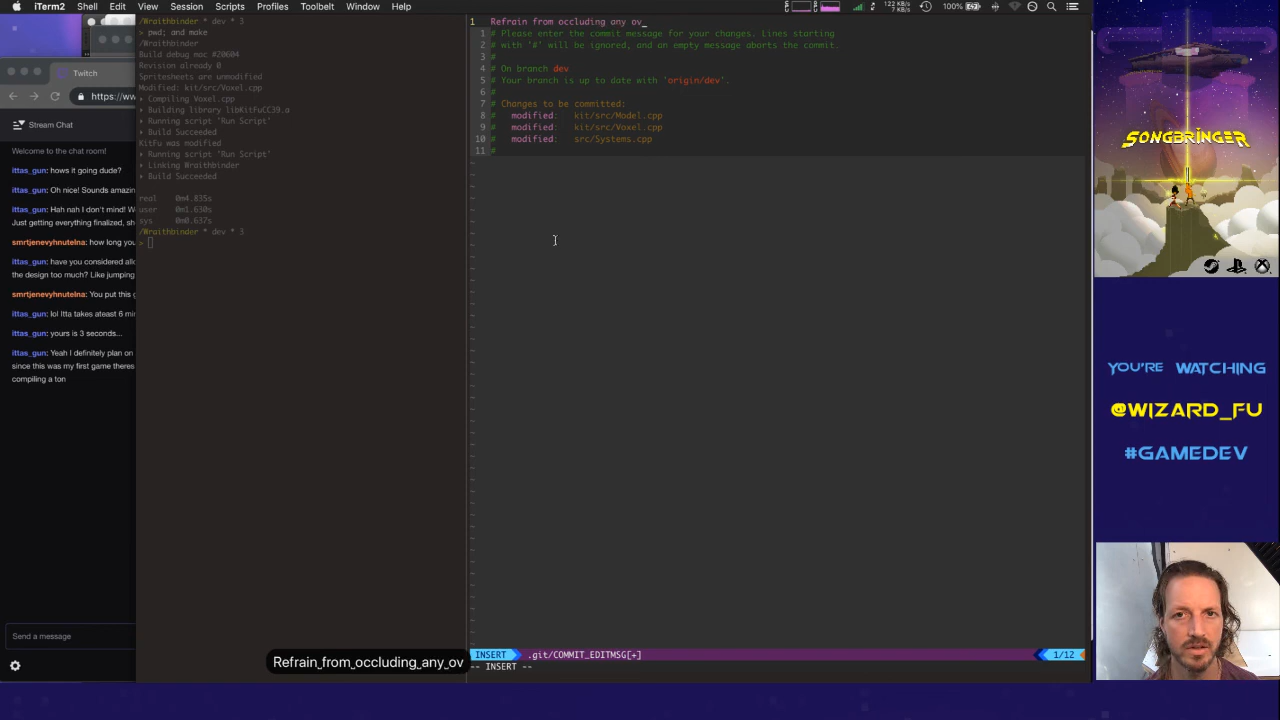 iTerm2 Shell Edit View Session Scripts Profiles Toolbelt Window Help
122 KB/s
100%
Twitch
https://ww
Stream Chat
Welcome to the chat room!
ittas_gun: hows it going duda?
ittas_gun: Oh nice! Sounds amazin
ittas_gun: Hah nah I don't mind! W
Just getting everything finalized, sh
smrtjenevyhnutelna: how long you
ittas_gun: have you considered allo
the design too much? Like jumping
smrtjenevyhnutelna: You put this g
ittas_gun: lol Itta takes ateast 6 min
ittas_gun: yours is 3 seconds...
ittas_gun: Yeah I definitely plan on
since this was my first game theres
compiling a ton
Send a message
/Wraithbinder * dev * 3
> pwd; and make
/Wraithbinder
Build debug mac #20604
Revision already 0
Spritesheets are unmodified
Modified: kit/src/Voxel.cpp
▸ Compiling Voxel.cpp
▸ Building library libKitFuCC39.a
▸ Running script 'Run Script'
▸ Build Succeeded
KitFu was modified
▸ Running script 'Run Script'
▸ Linking Wraithbinder
▸ Build Succeeded
real 0m4.835s
user 0m1.630s
sys 0m0.637s
/Wraithbinder * dev * 3
>
1 Refrain from occluding any ov_
1 # Please enter the commit message for your changes. Lines starting
2 # with '#' will be ignored, and an empty message aborts the commit.
3 #
4 # On branch dev
5 # Your branch is up to date with 'origin/dev'.
6 #
7 # Changes to be committed:
8 # modified: kit/src/Model.cpp
9 # modified: kit/src/Voxel.cpp
10 # modified: src/Systems.cpp
11 #
INSERT .git/COMMIT_EDITMSG[+] 1/12
-- INSERT --
Refrain_from_occluding_any_ov
SONGBRINGER
YOU'RE WATCHING
@WIZARD_FU
#GAMEDEV